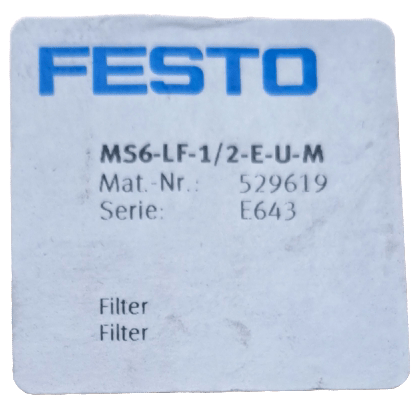 FESTO
MS6-LF-1/2-E-U-M
Mat.-Nr.: 529619
Serie: E643
Filter
Filter